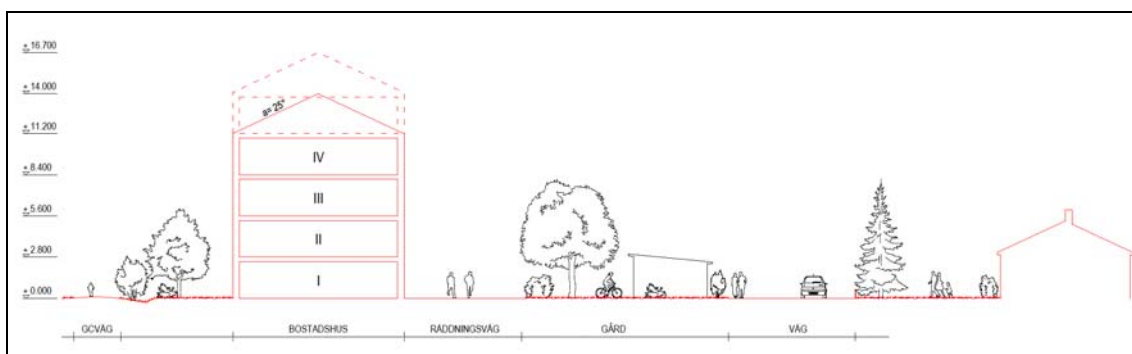 ± 16.700
± 14.000
a= 25°
± 11.200
IV
± 8.400
III
± 5.600
II
± 2.800
I
± 0.000
GCVÄG
BOSTADSHUS
RÄDDNINGSVÄG
GÅRD
VÄG